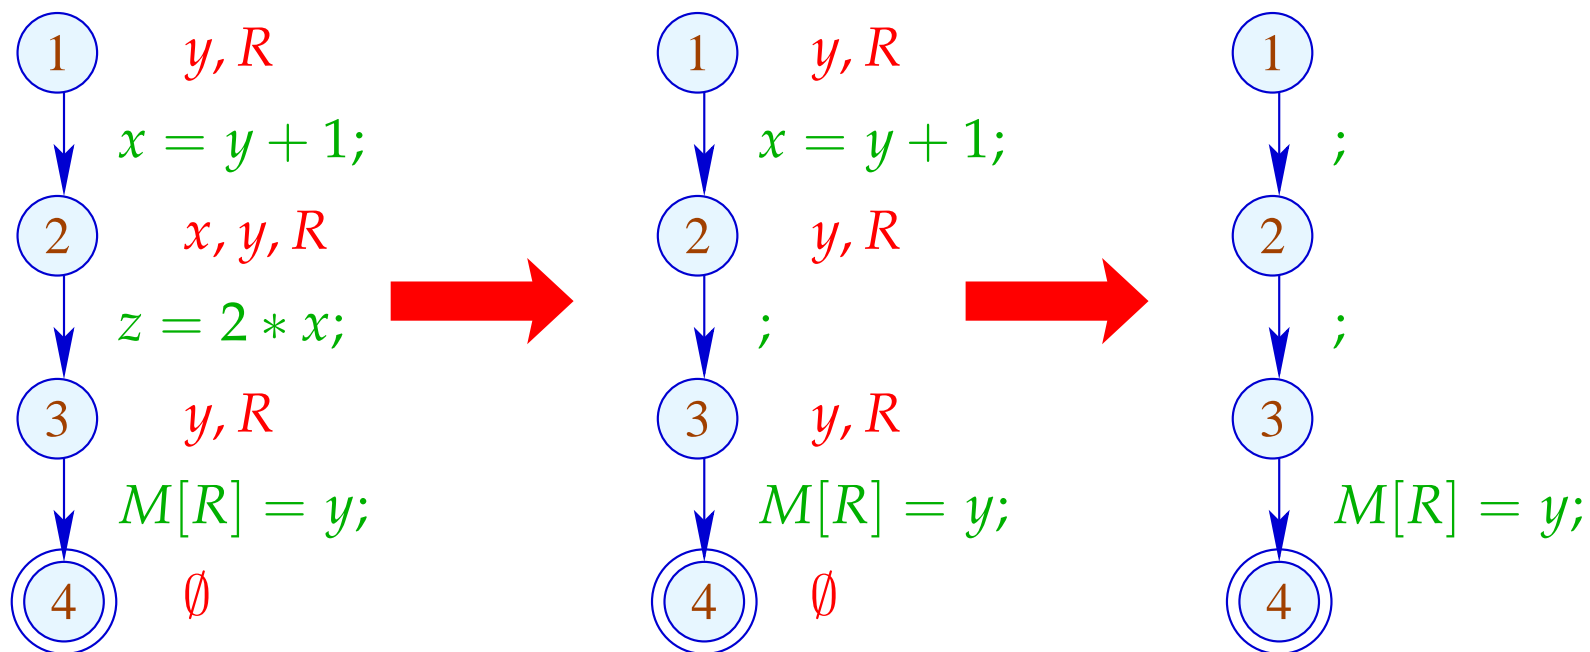 1 y, R
x = y + 1;
2 x, y, R
z = 2 ∗ x;
3 y, R
M[R] = y;
4 ∅
1 y, R
x = y + 1;
2 y, R
;
3 y, R
M[R] = y;
4 ∅
1
;
2
;
3
M[R] = y;
4